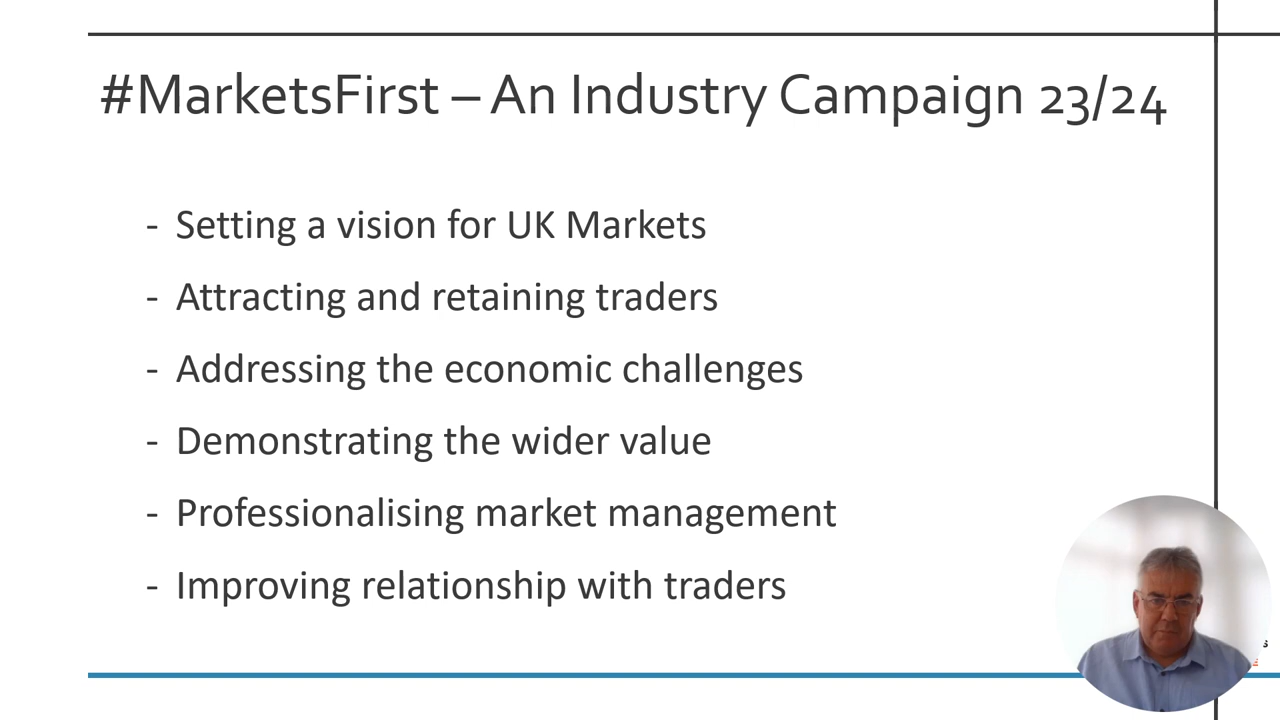 #MarketsFirst – An Industry Campaign 23/24
- Setting a vision for UK Markets
- Attracting and retaining traders
- Addressing the economic challenges
- Demonstrating the wider value
- Professionalising market management
- Improving relationship with traders